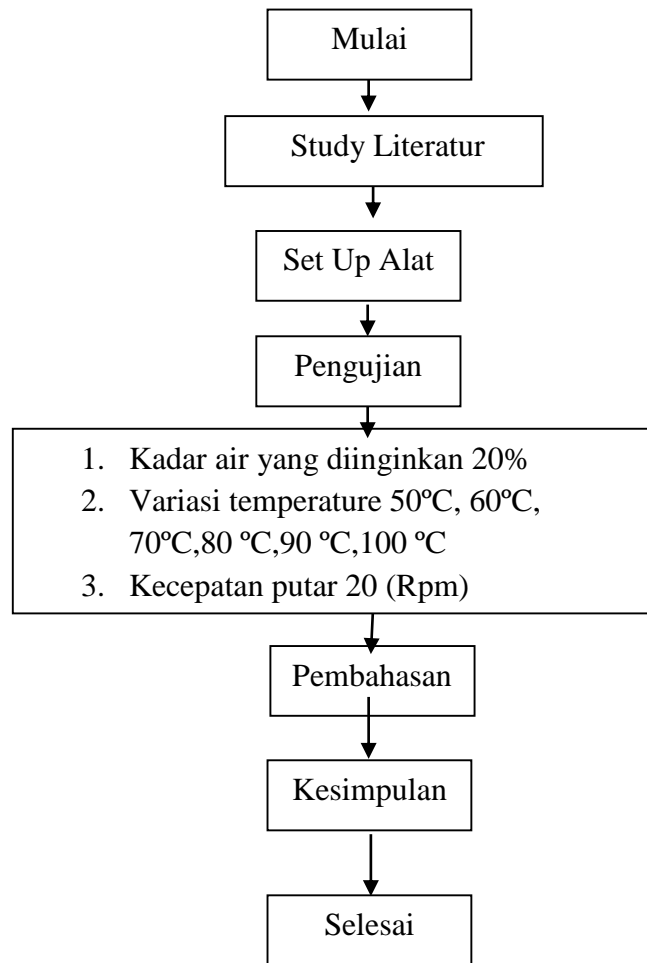 Mulai
Study Literatur
Set Up Alat
Pengujian
1. Kadar air yang diinginkan 20%
2. Variasi temperature 50ºC, 60ºC,
70ºC,80 ºC,90 ºC,100 ºC
3. Kecepatan putar 20 (Rpm)
Pembahasan
Kesimpulan
Selesai